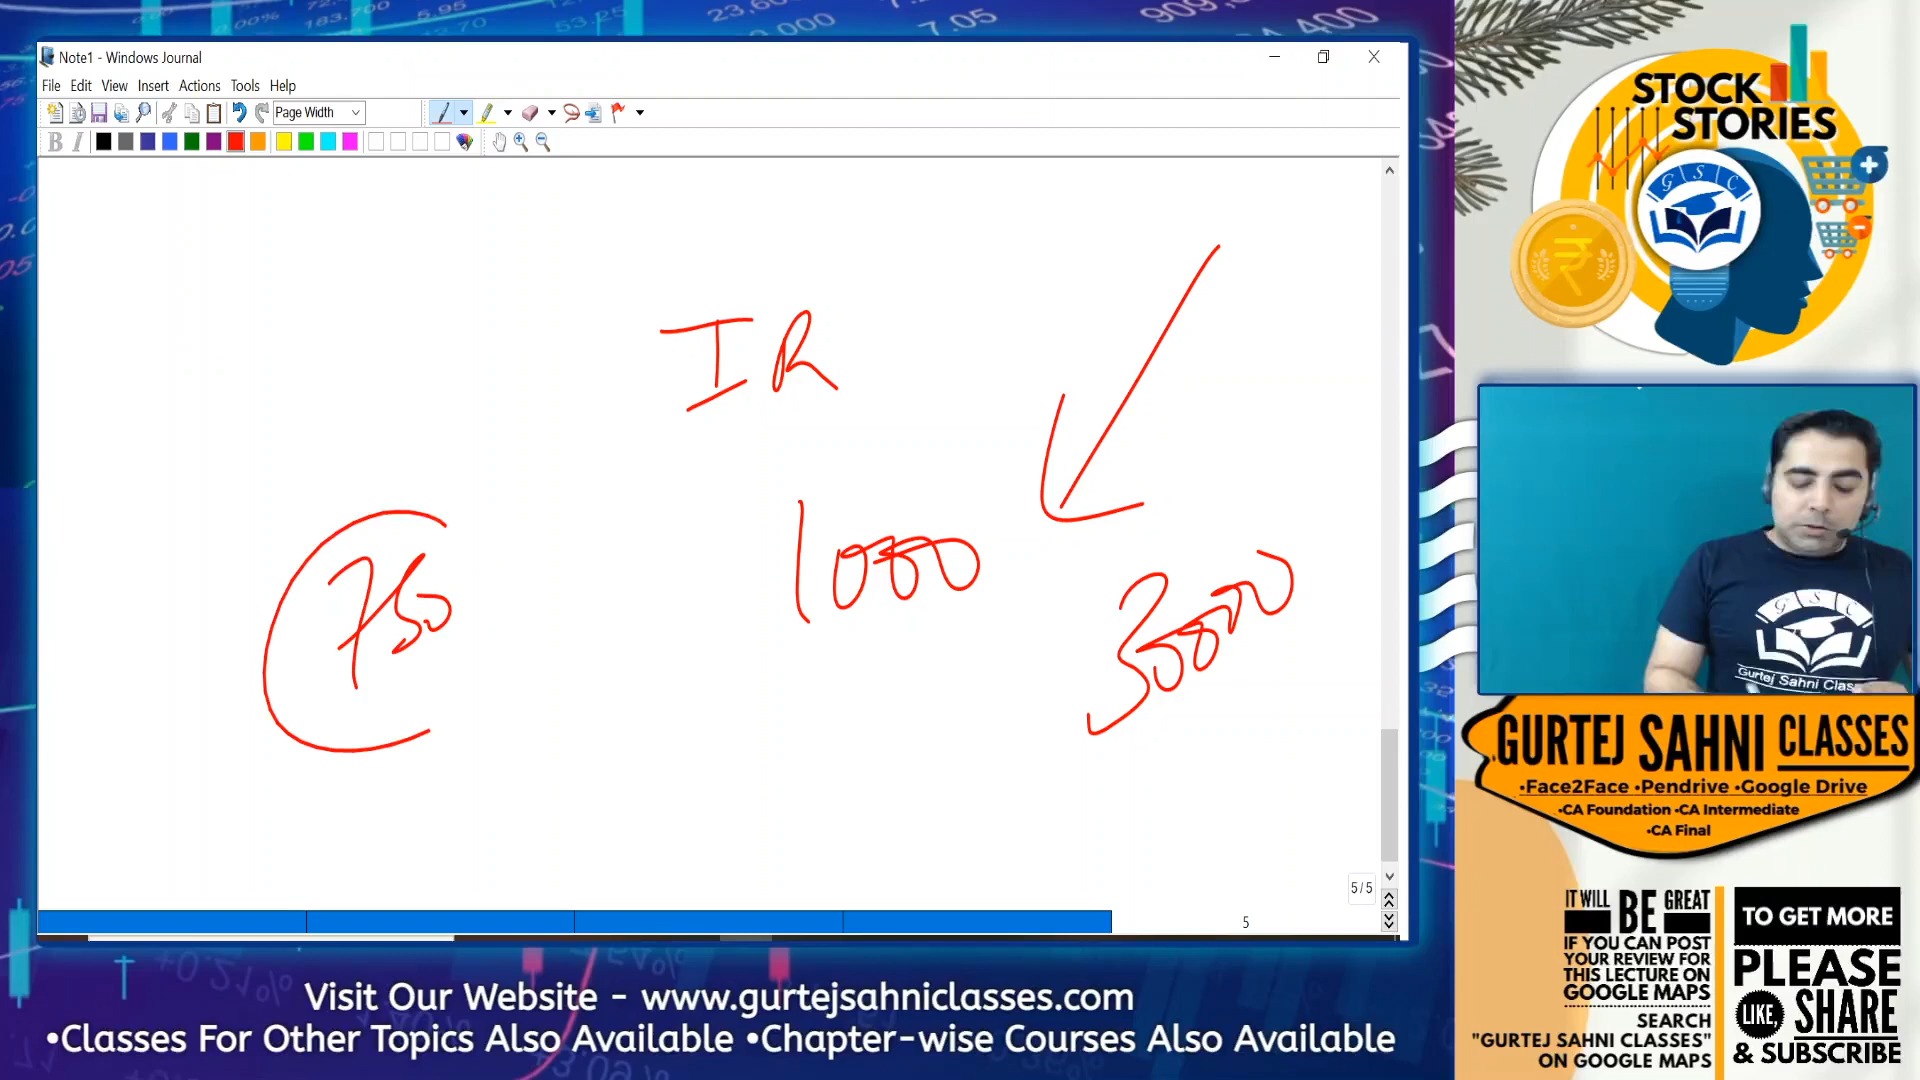 Note1 - Windows Journal
File Edit View Insert Actions Tools Help
Page Width
B I
IR
1000
750
5/5
5
STOCK
STORIES
G S C
₹
G S C
Gurtej Sahni Clas
GURTEJ SAHNI CLASSES
•Face2Face •Pendrive •Google Drive
•CA Foundation •CA Intermediate
•CA Final
IT WILL BE GREAT
IF YOU CAN POST
YOUR REVIEW FOR
THIS LECTURE ON
GOOGLE MAPS
SEARCH
"GURTEJ SAHNI CLASSES"
ON GOOGLE MAPS
TO GET MORE
PLEASE
LIKE, SHARE
& SUBSCRIBE
Visit Our Website - www.gurtejsahniclasses.com
•Classes For Other Topics Also Available •Chapter-wise Courses Also Available